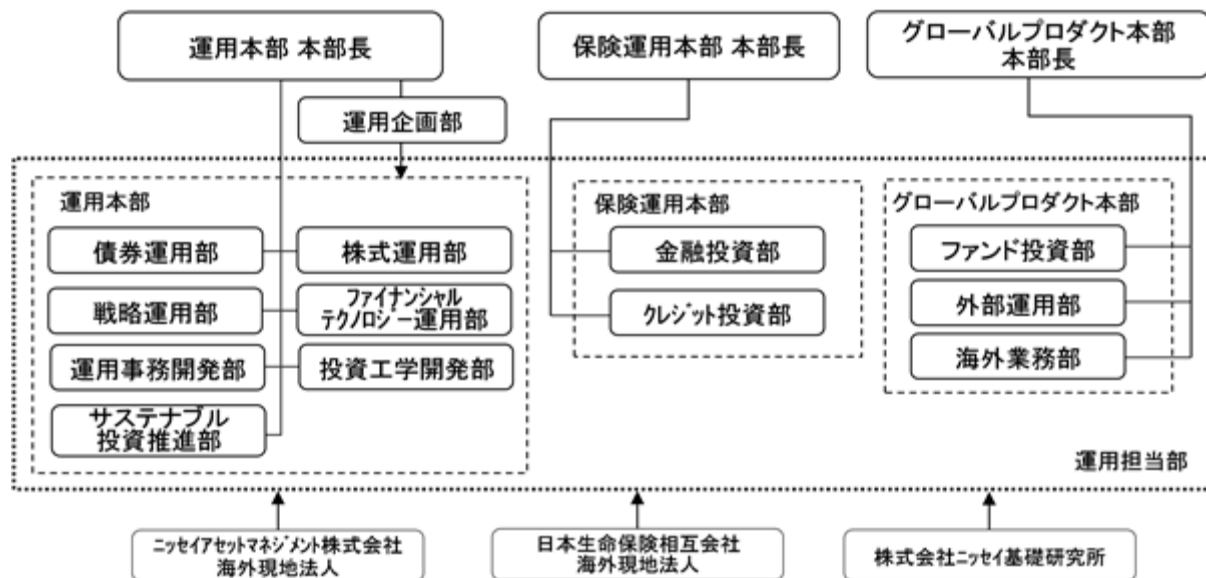 運用本部 本部長
保険運用本部 本部長
グローバルプロダクト本部
本部長
運用企画部
運用本部
債券運用部
株式運用部
戦略運用部
ファイナンシャル
テクノロジー運用部
運用事務開発部
投資工学開発部
サステナブル
投資推進部
保険運用本部
金融投資部
クレジット投資部
グローバルプロダクト本部
ファンド投資部
外部運用部
海外業務部
運用担当部
ニッセイアセットマネジメント株式会社
海外現地法人
日本生命保険相互会社
海外現地法人
株式会社ニッセイ基礎研究所